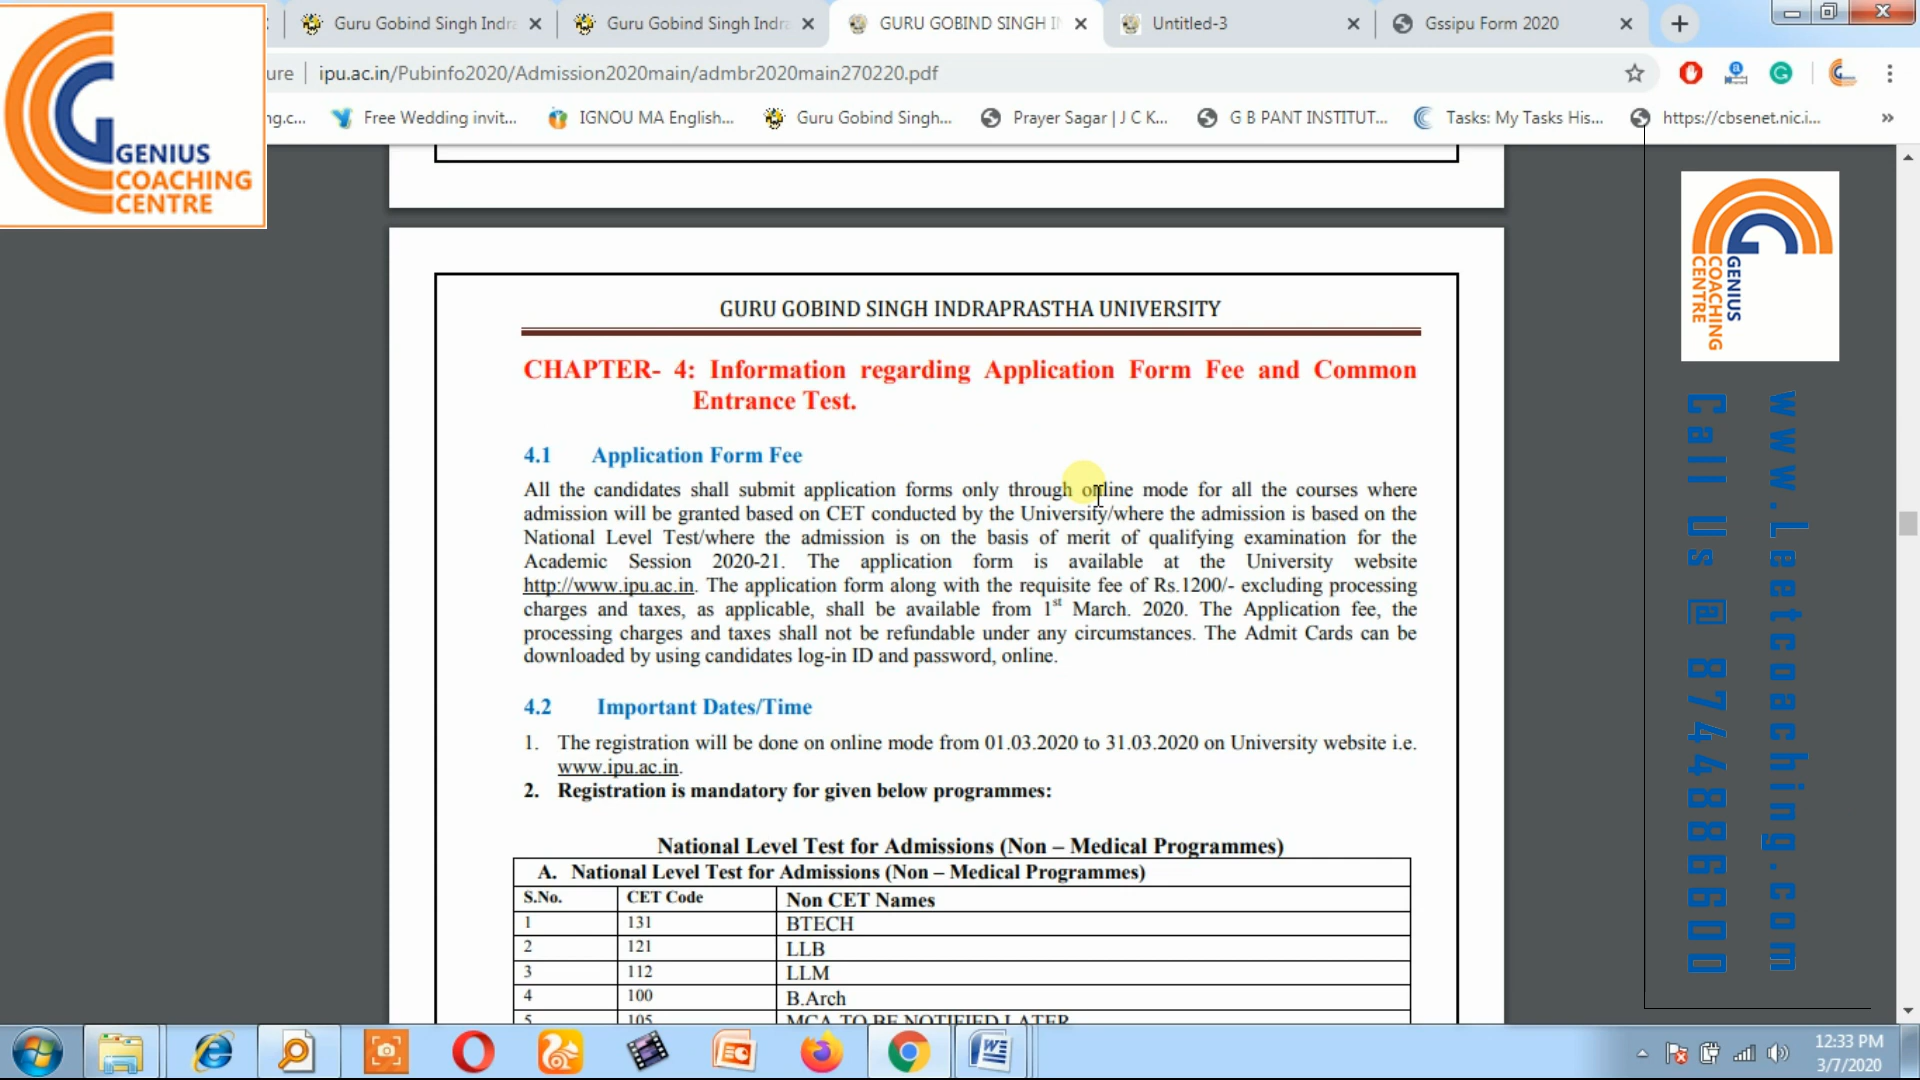 Guru Gobind Singh Indra
Guru Gobind Singh Indra
GURU GOBIND SINGH I
Untitled-3
Gssipu Form 2020
ure | ipu.ac.in/Pubinfo2020/Admission2020main/admbr2020main270220.pdf
ng.c...
Free Wedding invit...
IGNOU MA English...
Guru Gobind Singh...
Prayer Sagar | J C K...
G B PANT INSTITUT...
Tasks: My Tasks His...
https://cbsenet.nic.i...
»
GENIUS
COACHING
CENTRE
GURU GOBIND SINGH INDRAPRASTHA UNIVERSITY
CHAPTER- 4: Information regarding Application Form Fee and Common
Entrance Test.
4.1 Application Form Fee
All the candidates shall submit application forms only through online mode for all the courses where
admission will be granted based on CET conducted by the University/where the admission is based on the
National Level Test/where the admission is on the basis of merit of qualifying examination for the
Academic Session 2020-21. The application form is available at the University website
http://www.ipu.ac.in. The application form along with the requisite fee of Rs.1200/- excluding processing
charges and taxes, as applicable, shall be available from 1st March. 2020. The Application fee, the
processing charges and taxes shall not be refundable under any circumstances. The Admit Cards can be
downloaded by using candidates log-in ID and password, online.
4.2 Important Dates/Time
1. The registration will be done on online mode from 01.03.2020 to 31.03.2020 on University website i.e.
www.ipu.ac.in.
2. Registration is mandatory for given below programmes:
National Level Test for Admissions (Non – Medical Programmes)
A. National Level Test for Admissions (Non – Medical Programmes)
S.No. CET Code Non CET Names
1 131 BTECH
2 121 LLB
3 112 LLM
4 100 B.Arch
5 105 MCA TO BE NOTIFIED LATER
GENIUS
COACHING
CENTRE
www.Leetcoaching.com
Call Us @ 8744886600
12:33 PM
3/7/2020